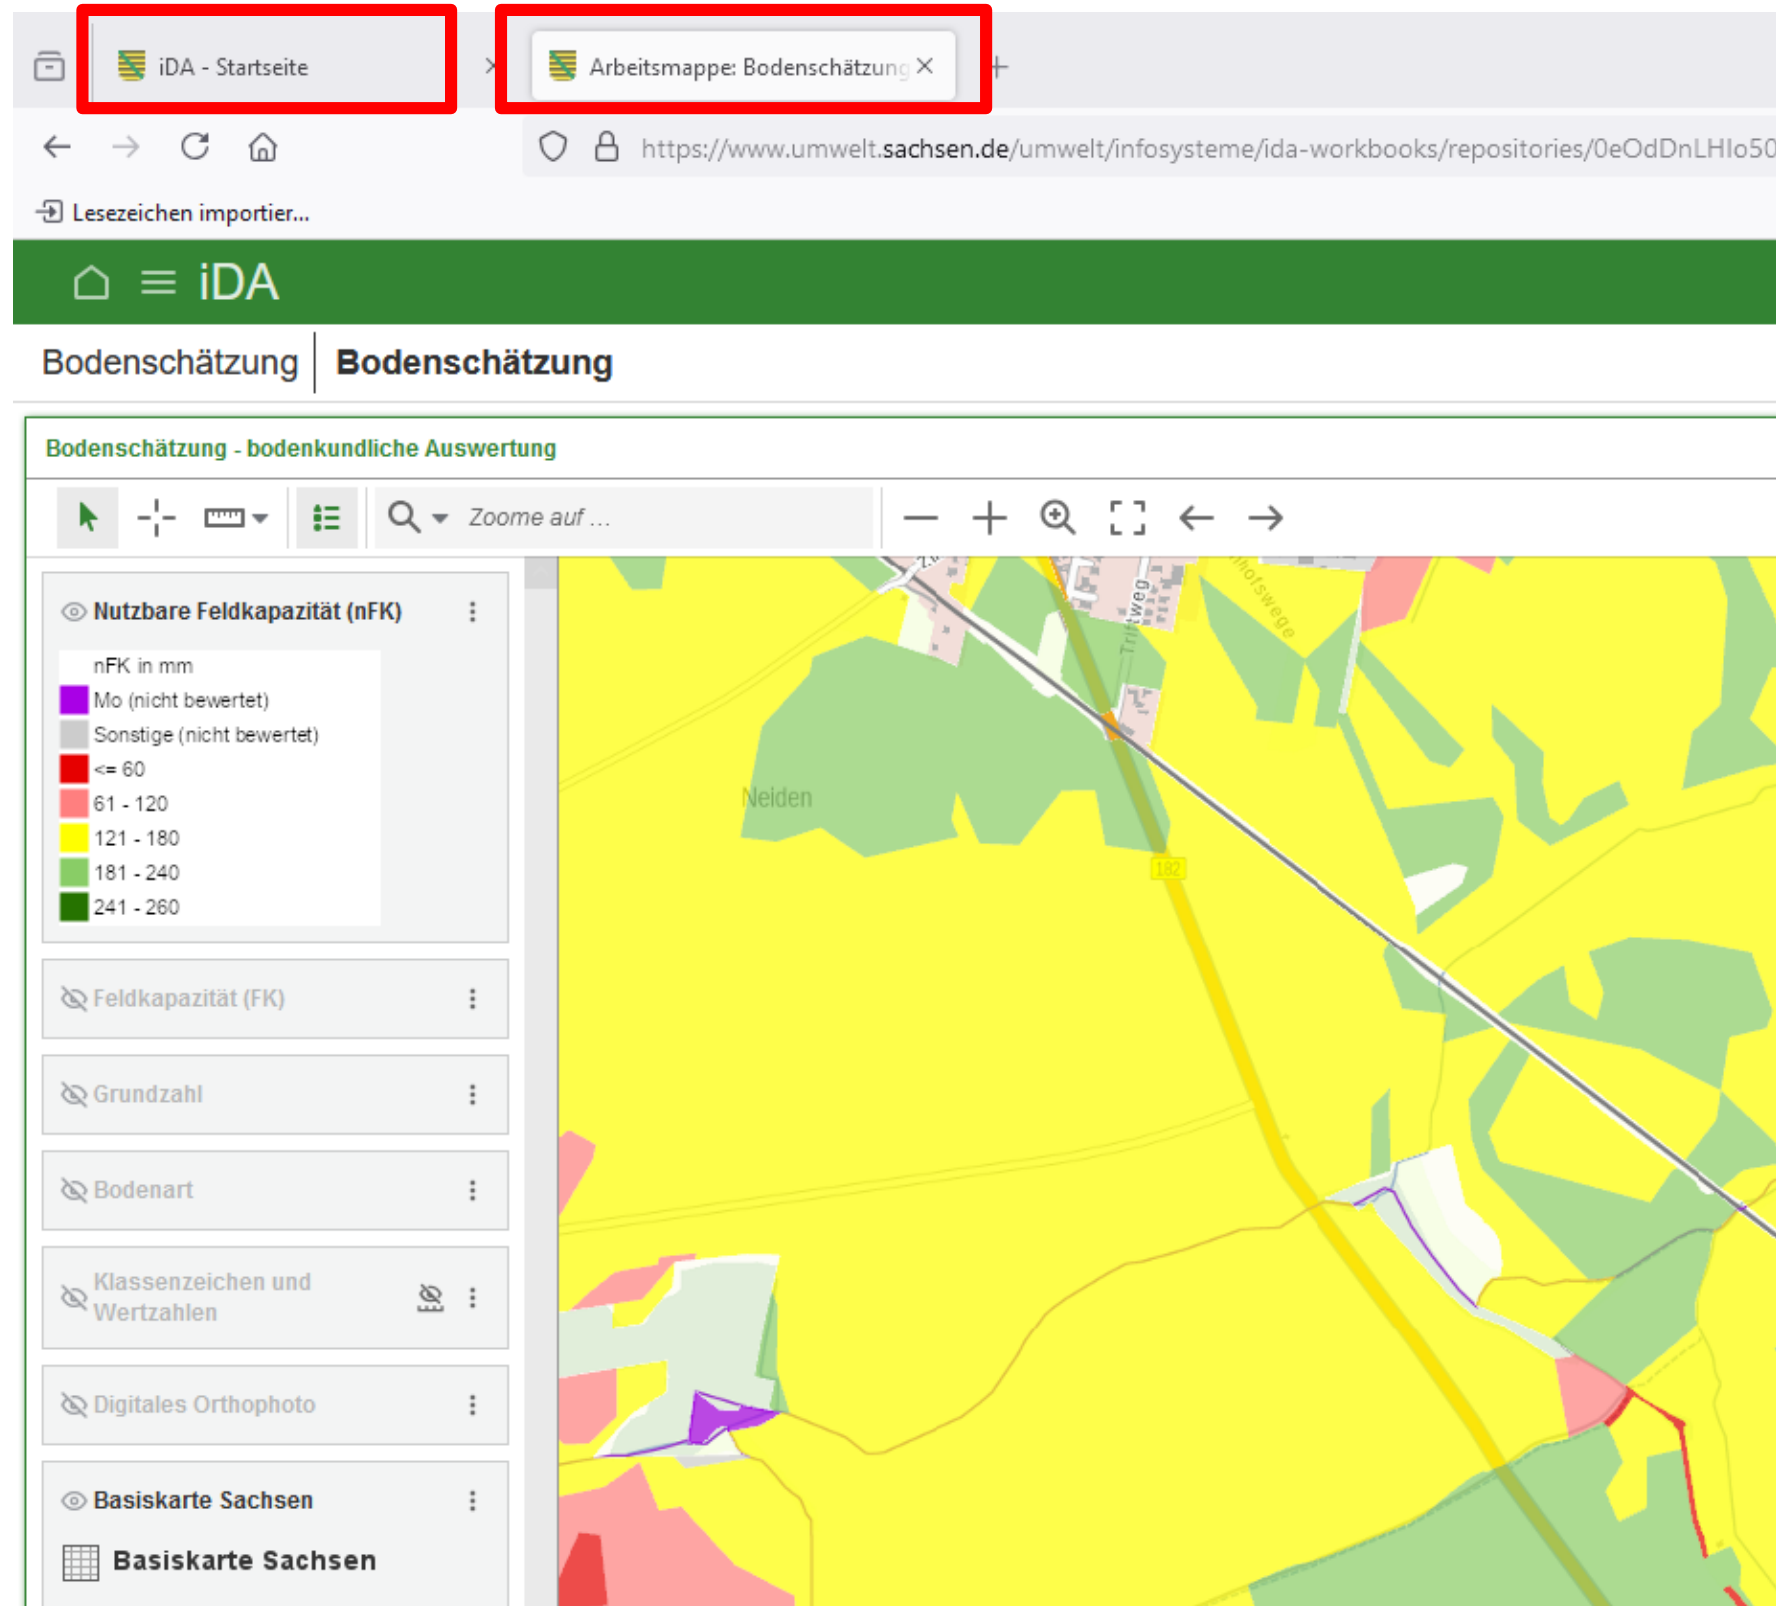 iDA - Startseite
Arbeitsmappe: Bodenschätzung
https://www.umwelt.sachsen.de/umwelt/infosysteme/ida-workbooks/repositories/0eOdDnLHIo50
Lesezeichen importier...
iDA
Bodenschätzung
Bodenschätzung
Bodenschätzung - bodenkundliche Auswertung
Zoome auf ...
Nutzbare Feldkapazität (nFK)
nFK in mm
Mo (nicht bewertet)
Sonstige (nicht bewertet)
<= 60
61 - 120
121 - 180
181 - 240
241 - 260
Feldkapazität (FK)
Grundzahl
Bodenart
Klassenzeichen und
Wertzahlen
Digitales Orthophoto
Basiskarte Sachsen
Basiskarte Sachsen
Triftweg
Neiden
182